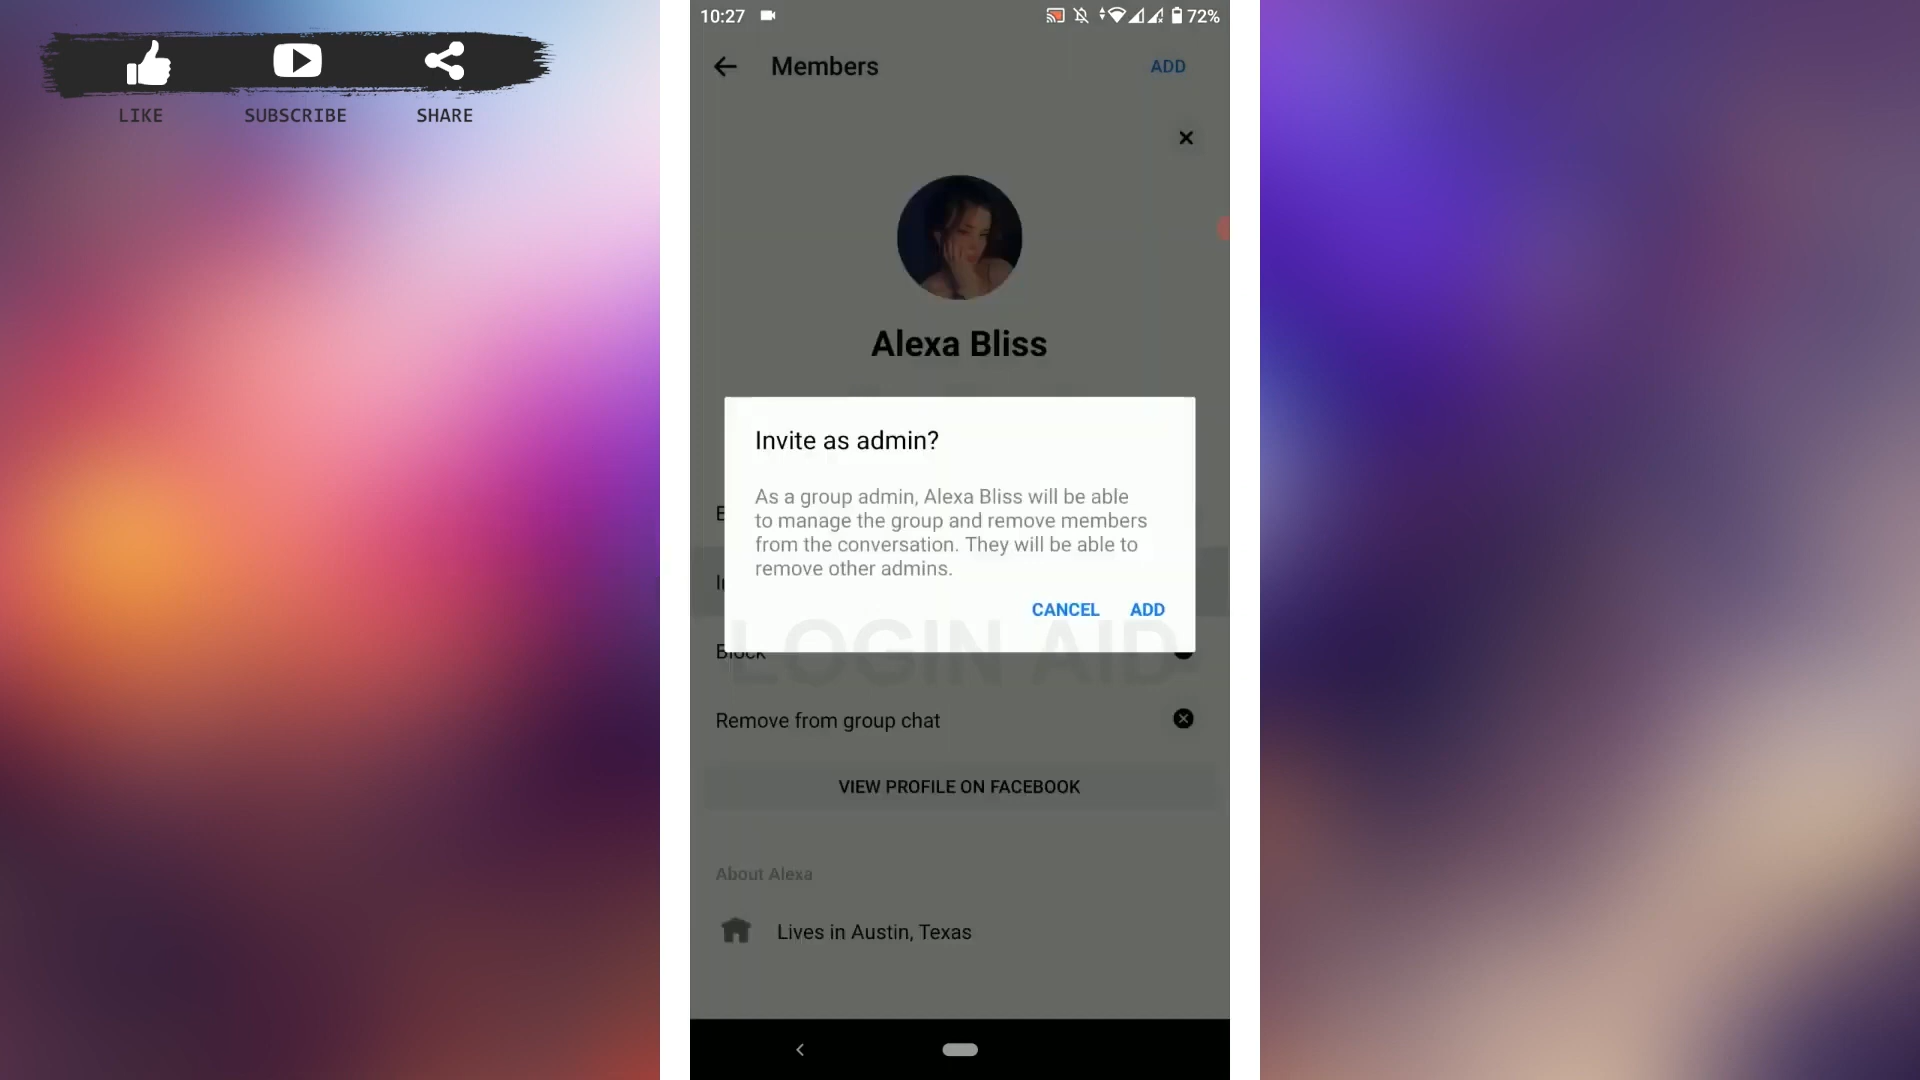 LIKE
SUBSCRIBE
SHARE
10:27
72%
Members
ADD
Alexa Bliss
Invite as admin?
As a group admin, Alexa Bliss will be able
to manage the group and remove members
from the conversation. They will be able to
remove other admins.
CANCEL
ADD
LOGIN AID
Block
Remove from group chat
VIEW PROFILE ON FACEBOOK
About Alexa
Lives in Austin, Texas